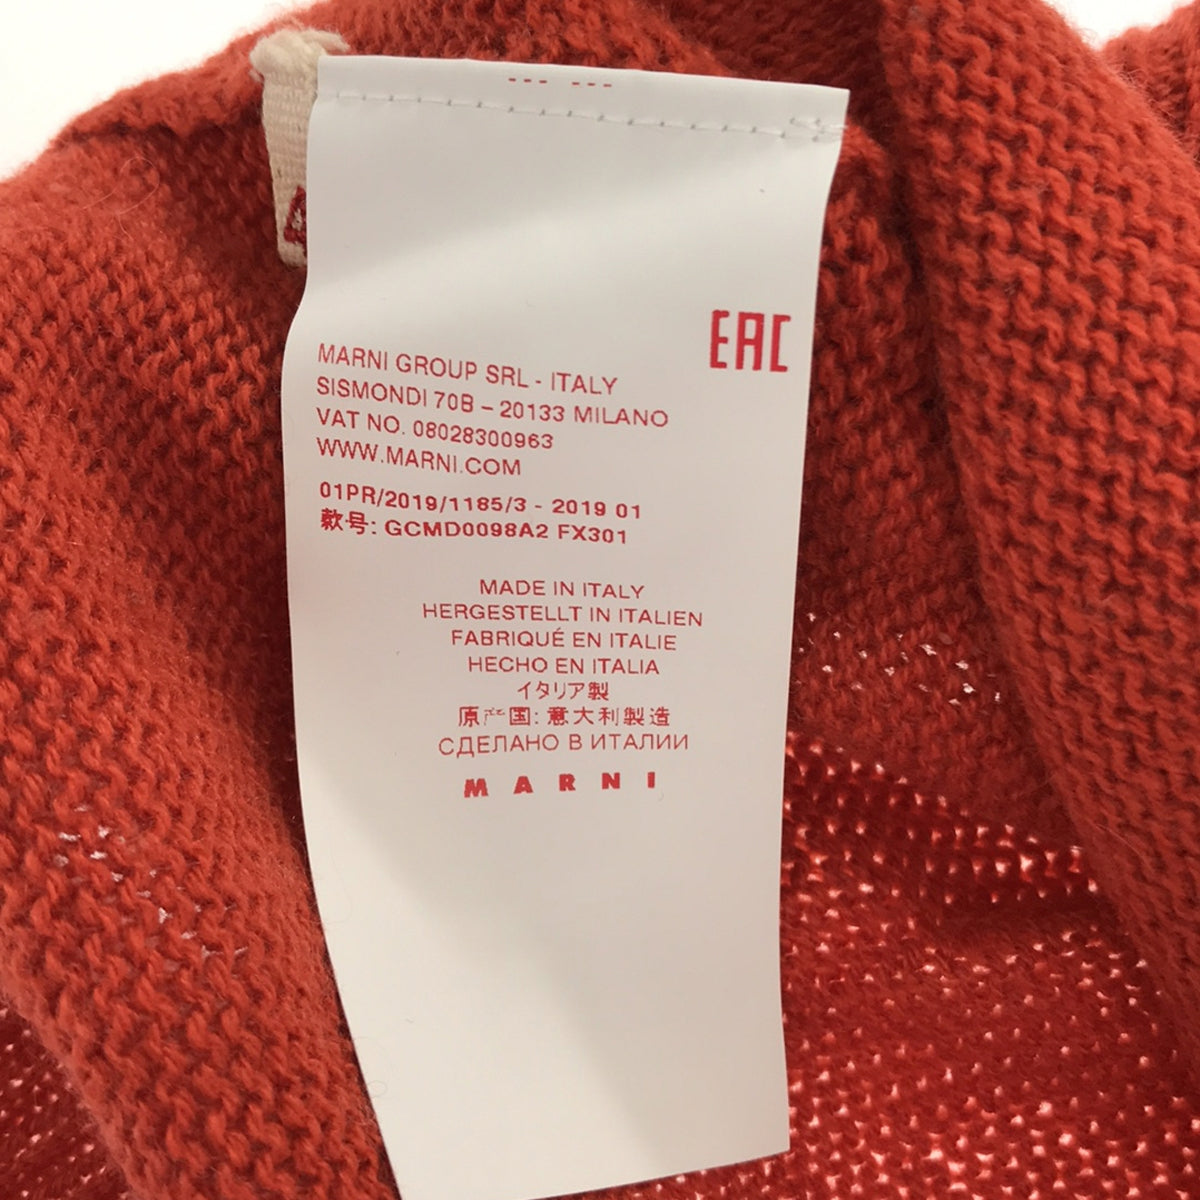 EAC
MARNI GROUP SRL - ITALY
SISMONDI 70B – 20133 MILANO
VAT NO. 08028300963
WWW.MARNI.COM
01PR/2019/1185/3 - 2019 01
款号: GCMD0098A2 FX301
MADE IN ITALY
HERGESTELLT IN ITALIEN
FABRIQUÉ EN ITALIE
HECHO EN ITALIA
イタリア製
原产国: 意大利製造
СДЕЛАНО В ИТАЛИИ
MARNI